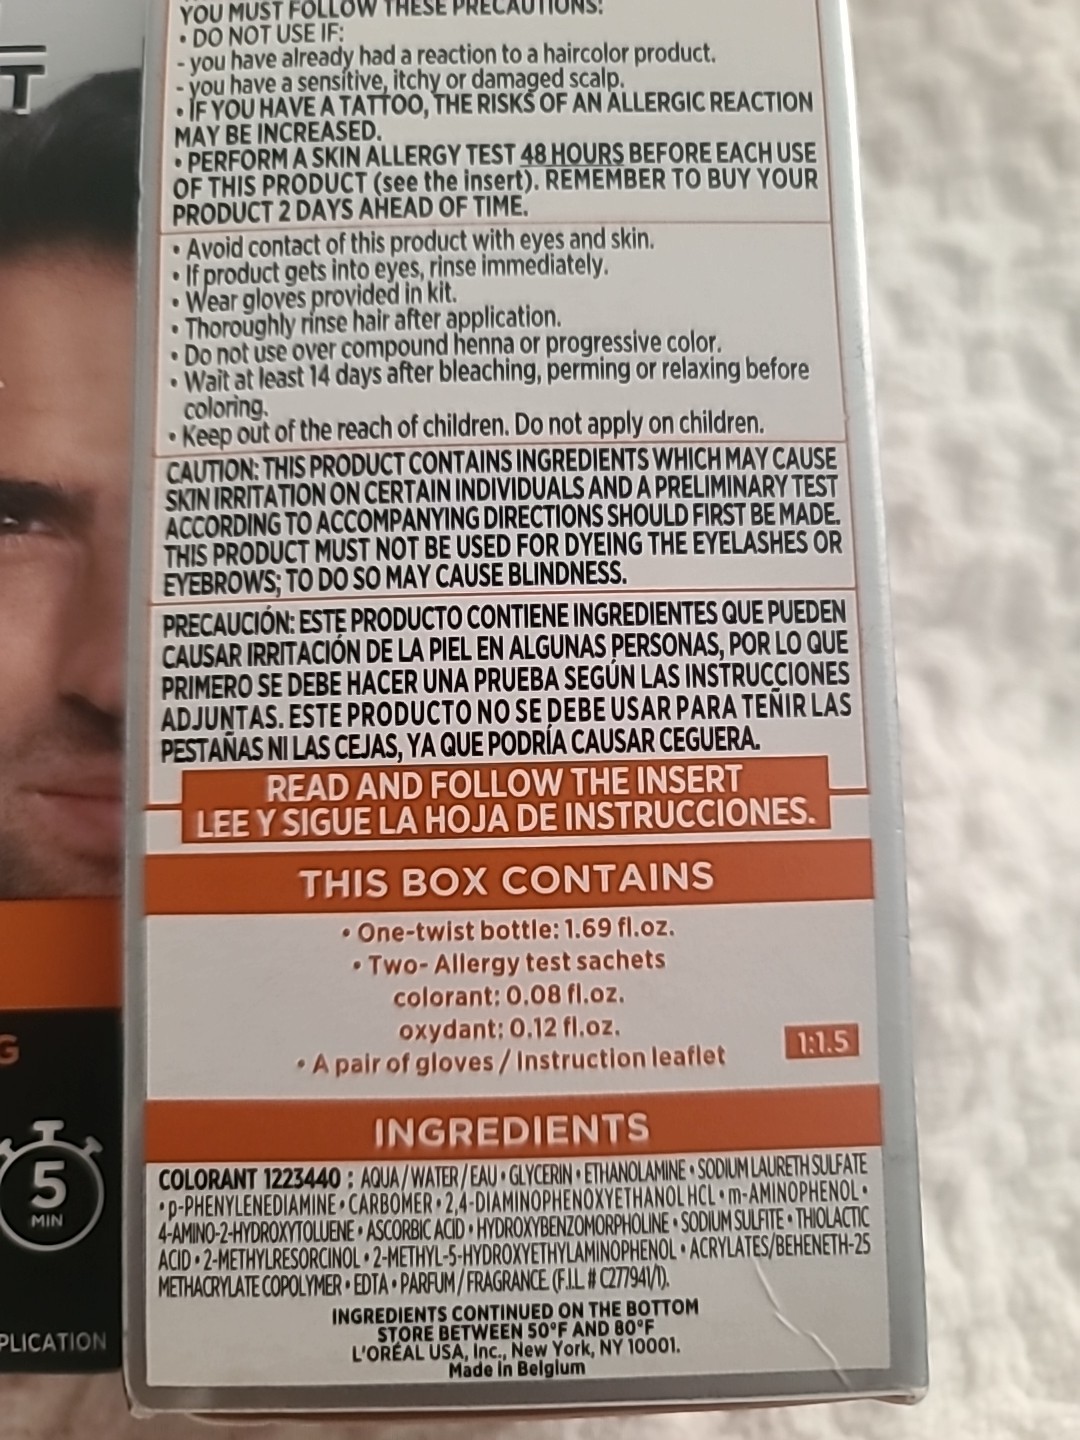 YOU MUST FOLLOW THESE PRECAUTIONS:
• DO NOT USE IF:
- you have already had a reaction to a haircolor product.
- you have a sensitive, itchy or damaged scalp.
• IF YOU HAVE A TATTOO, THE RISKS OF AN ALLERGIC REACTION
MAY BE INCREASED.
• PERFORM A SKIN ALLERGY TEST 48 HOURS BEFORE EACH USE
OF THIS PRODUCT (see the insert). REMEMBER TO BUY YOUR
PRODUCT 2 DAYS AHEAD OF TIME.
• Avoid contact of this product with eyes and skin.
• If product gets into eyes, rinse immediately.
• Wear gloves provided in kit.
• Thoroughly rinse hair after application.
• Do not use over compound henna or progressive color.
• Wait at least 14 days after bleaching, perming or relaxing before
coloring.
• Keep out of the reach of children. Do not apply on children.
CAUTION: THIS PRODUCT CONTAINS INGREDIENTS WHICH MAY CAUSE
SKIN IRRITATION ON CERTAIN INDIVIDUALS AND A PRELIMINARY TEST
ACCORDING TO ACCOMPANYING DIRECTIONS SHOULD FIRST BE MADE.
THIS PRODUCT MUST NOT BE USED FOR DYEING THE EYELASHES OR
EYEBROWS; TO DO SO MAY CAUSE BLINDNESS.
PRECAUCIÓN: ESTE PRODUCTO CONTIENE INGREDIENTES QUE PUEDEN
CAUSAR IRRITACIÓN DE LA PIEL EN ALGUNAS PERSONAS, POR LO QUE
PRIMERO SE DEBE HACER UNA PRUEBA SEGÚN LAS INSTRUCCIONES
ADJUNTAS. ESTE PRODUCTO NO SE DEBE USAR PARA TEÑIR LAS
PESTAÑAS NI LAS CEJAS, YA QUE PODRÍA CAUSAR CEGUERA.
READ AND FOLLOW THE INSERT
LEE Y SIGUE LA HOJA DE INSTRUCCIONES.
THIS BOX CONTAINS
• One-twist bottle: 1.69 fl.oz.
• Two- Allergy test sachets
colorant: 0.08 fl.oz.
oxydant: 0.12 fl.oz.
• A pair of gloves / Instruction leaflet
1:1.5
INGREDIENTS
COLORANT 1223440 : AQUA / WATER / EAU • GLYCERIN • ETHANOLAMINE • SODIUM LAURETH SULFATE
• p-PHENYLENEDIAMINE • CARBOMER • 2,4-DIAMINOPHENOXYETHANOL HCL • m-AMINOPHENOL •
4-AMINO-2-HYDROXYTOLUENE • ASCORBIC ACID • HYDROXYBENZOMORPHOLINE • SODIUM SULFITE • THIOLACTIC
ACID • 2-METHYLRESORCINOL • 2-METHYL-5-HYDROXYETHYLAMINOPHENOL • ACRYLATES/BEHENETH-25
METHACRYLATE COPOLYMER • EDTA • PARFUM / FRAGRANCE. (F.I.L. # C277941/1).
INGREDIENTS CONTINUED ON THE BOTTOM
STORE BETWEEN 50°F AND 80°F
L'ORÉAL USA, Inc., New York, NY 10001.
Made in Belgium
T
G
5
MIN
PLICATION